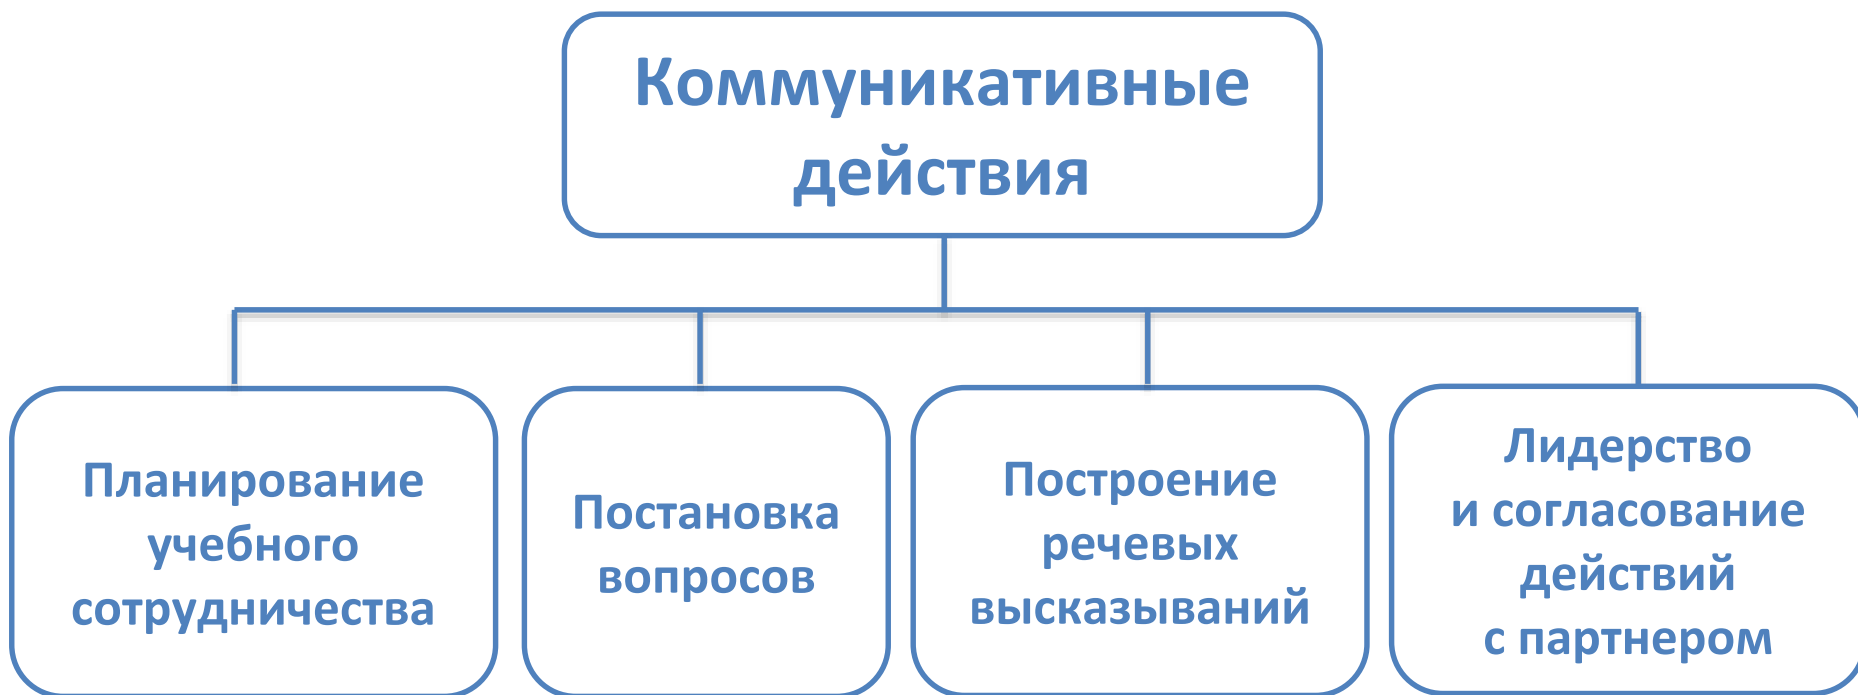 Коммуникативные
действия
Планирование
учебного
сотрудничества
Постановка
вопросов
Построение
речевых
высказываний
Лидерство
и согласование
действий
с партнером